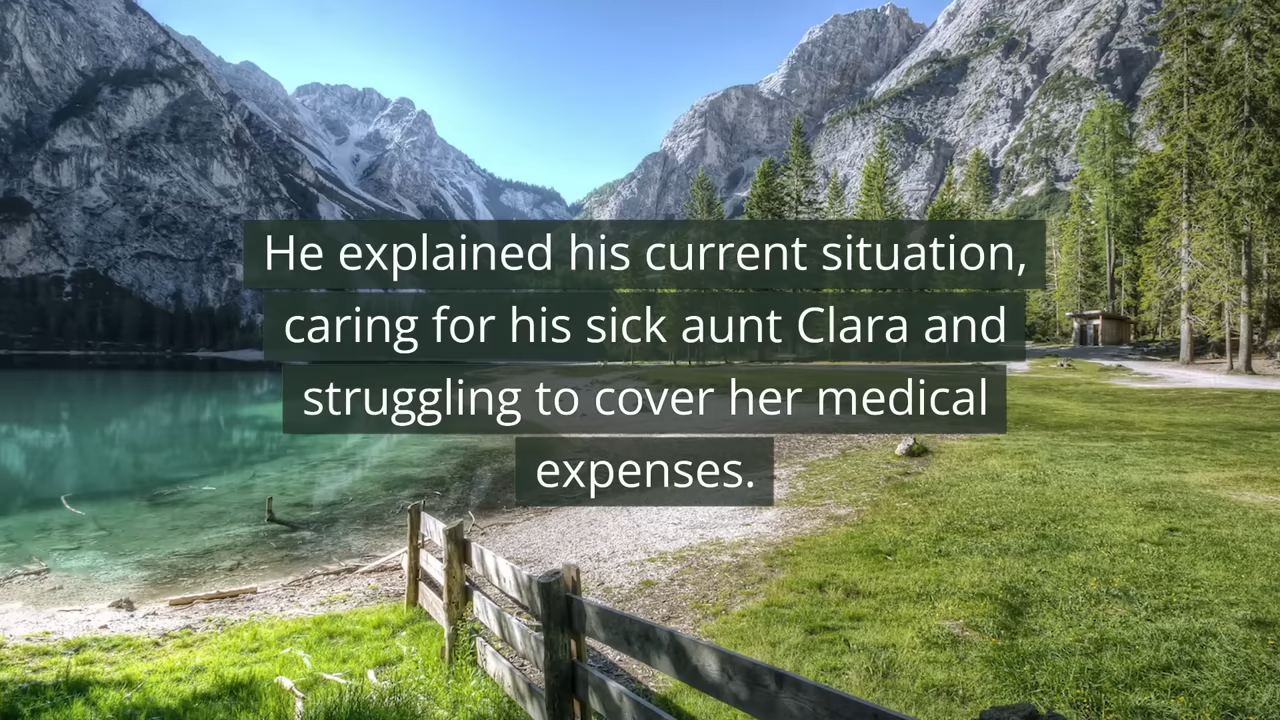 He explained his current situation,
caring for his sick aunt Clara and
struggling to cover her medical
expenses.